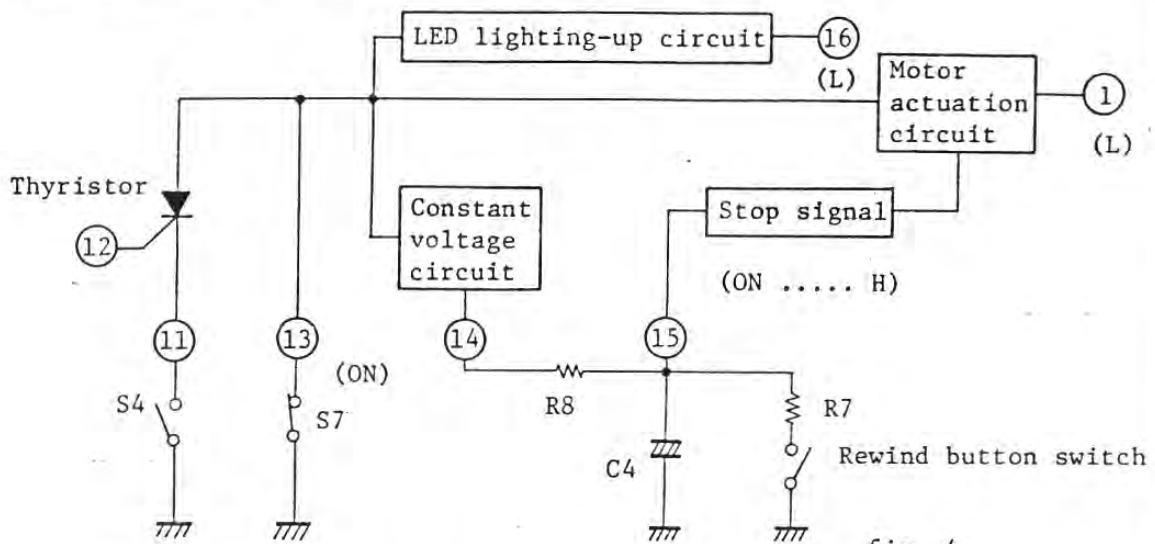 LED lighting-up circuit
16
(L)
Motor
actuation
circuit
1
(L)
Thyristor
12
Constant
voltage
circuit
Stop signal
(ON ..... H)
11
13
(ON)
14
15
S4
S7
R8
C4
R7
Rewind button switch